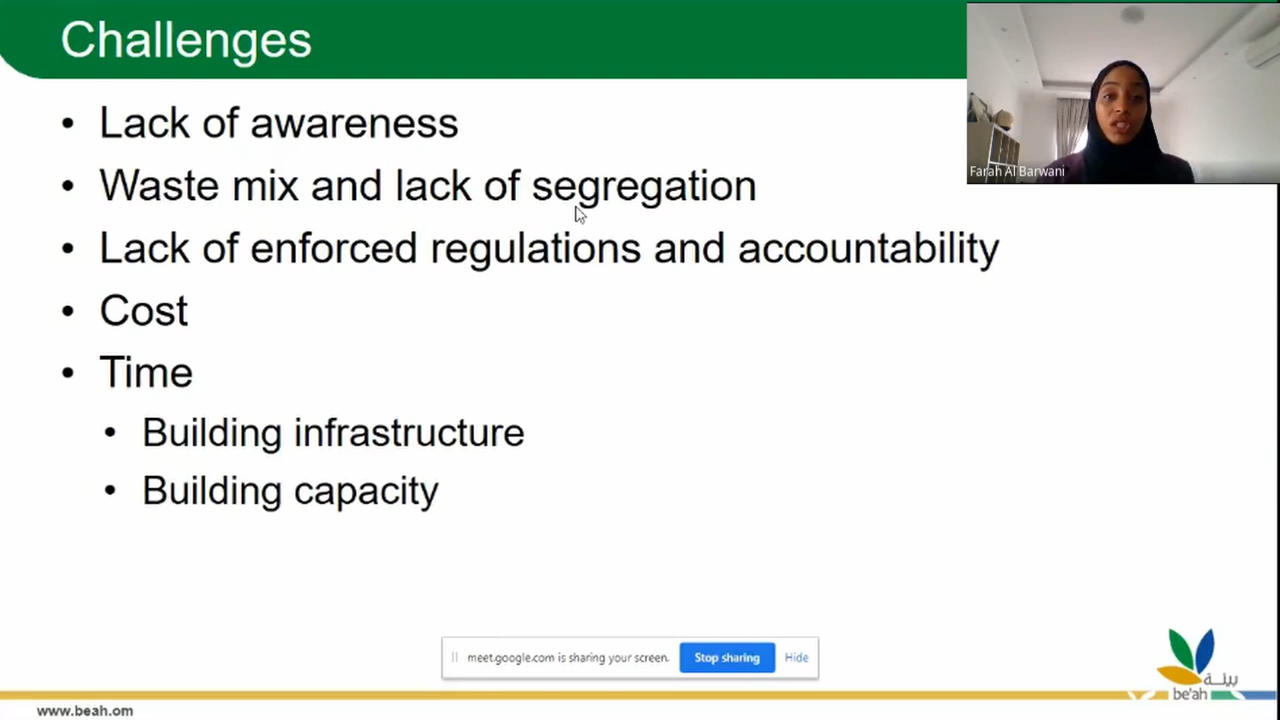 Challenges
• Lack of awareness
• Waste mix and lack of segregation
• Lack of enforced regulations and accountability
• Cost
• Time
• Building infrastructure
• Building capacity
Farah Al Barwani
meet.google.com is sharing your screen.
Stop sharing
Hide
بيئة
be'ah
www.beah.om